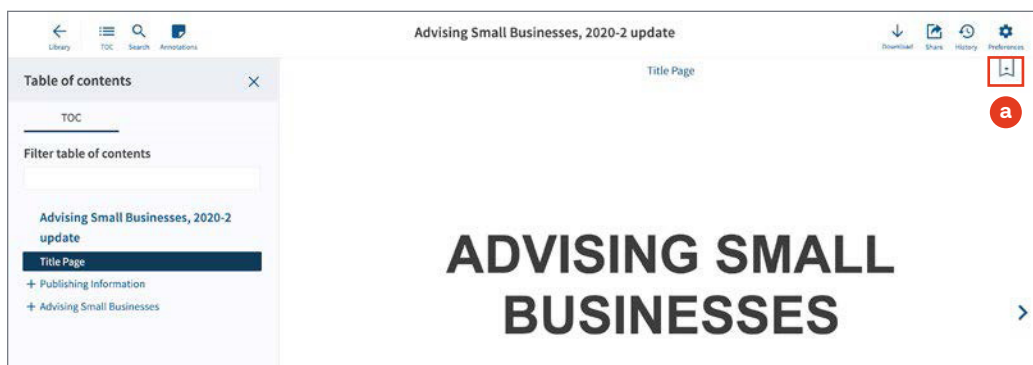 Advising Small Businesses, 2020-2 update
Library
TOC
Search
Annotations
Download
Share
History
Preferences
Table of contents
Title Page
a
TOC
Filter table of contents
Advising Small Businesses, 2020-2
update
Title Page
+ Publishing Information
+ Advising Small Businesses
ADVISING SMALL
BUSINESSES